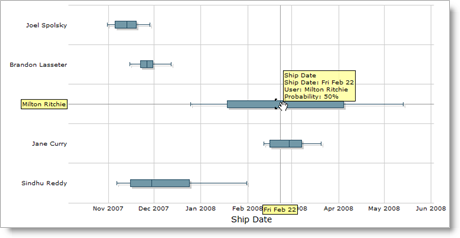 Joel Spolsky
Brandon Lasseter
Ship Date
Ship Date: Fri Feb 22
User: Milton Ritchie
Probability: 50%
Milton Ritchie
Jane Curry
Sindhu Reddy
Nov 2007 Dec 2007 Jan 2008 Feb 2008 2008 Apr 2008 May 2008 Jun 2008
Fri Feb 22
Ship Date